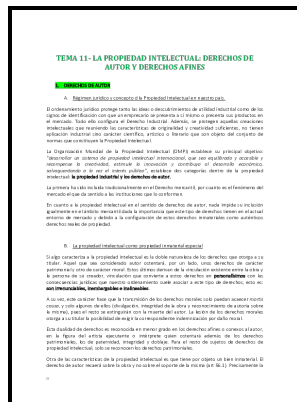 TEMA 11- LA PROPIEDAD INTELECTUAL: DERECHOS DE
AUTOR Y DERECHOS AFINES
1. DERECHOS DE AUTOR
A. Régimen jurídico y concepto d la Propiedad Intelectual en nuestro país.
El ordenamiento jurídico protege tanto las ideas o descubrimientos de utilidad industrial como de los
signos de identificación con que un empresario se presenta a sí mismo o presenta sus productos en
el mercado. Todo ello configura el Derecho Industrial. Además, se protegen aquellas creaciones
intelectuales que reuniendo las características de originalidad y creatividad suficiente, no tienen
aplicación industrial sino carácter científico, artístico o literario que son objeto del conjunto de
normas que constituyen la Propiedad Intelectual.
La Organización Mundial de la Propiedad Intelectual (OMPI) establece su principal objetivo:
"desarrollar un sistema de propiedad intelectual internacional, que sea equilibrado y accesible y
recompense la creatividad, estimule la innovación y contribuya al desarrollo económico,
salvaguardando a la vez el interés público", establece dos categorías dentro de la propiedad
intelectual: la propiedad industrial y los derechos de autor.
La primera ha sido aislada tradicionalmente en el Derecho mercantil, por cuanto es el fenómeno del
mercado el que da sentido a las instituciones que lo conforman.
En cuanto a la propiedad intelectual en el sentido de derechos de autor, nada impide su inclusión
igualmente en el ámbito mercantil dada la importancia que este tipo de derechos tienen en el actual
entorno de mercado y debido a la configuración de estos derechos inmateriales como auténticos
derechos reales de propiedad.
B. La propiedad intelectual como propiedad inmaterial especial
Si algo caracteriza a la propiedad intelectual es la doble naturaleza de los derechos que otorga a su
titular. Aquel que sea considerado autor ostentará, por un lado, unos derechos de carácter
patrimonial y otro de carácter moral. Estos últimos derivan de la vinculación existente entre la obra y
la persona de su creador, vinculación que convierte a estos derechos en personalísimos con las
consecuencias jurídicas que nuestro ordenamiento suele asociar a este tipo de derechos, esto es:
son irrenunciables, inembargables e inalienables.
A su vez, este carácter hace que la transmisión de los derechos morales solo puedan acaecer mortis
causa, y solo algunos de ellos (divulgación, integridad de la obra y reconocimiento de autoría sobre
la misma), pues el resto se extinguirán con la muerte del autor. La lesión de los derechos morales
otorga a su titular la posibilidad de exigir la correspondiente indemnización por daño moral.
Esta dualidad de derechos es reconocida en menor grado en los derechos afines o conexos al autor,
en la figura del artista ejecutante o intérprete quien ostentará además de los derechos
patrimoniales, los de paternidad, integridad y doblaje. Para el resto de sujetos de derechos de
propiedad intelectual, solo se reconocen los derechos patrimoniales.
Otra de las características de la propiedad intelectual es que tiene por objeto un bien inmaterial. El
derecho de autor recaerá sobre la obra y no sobre el soporte de la misma (art 56.1). Precisamente la